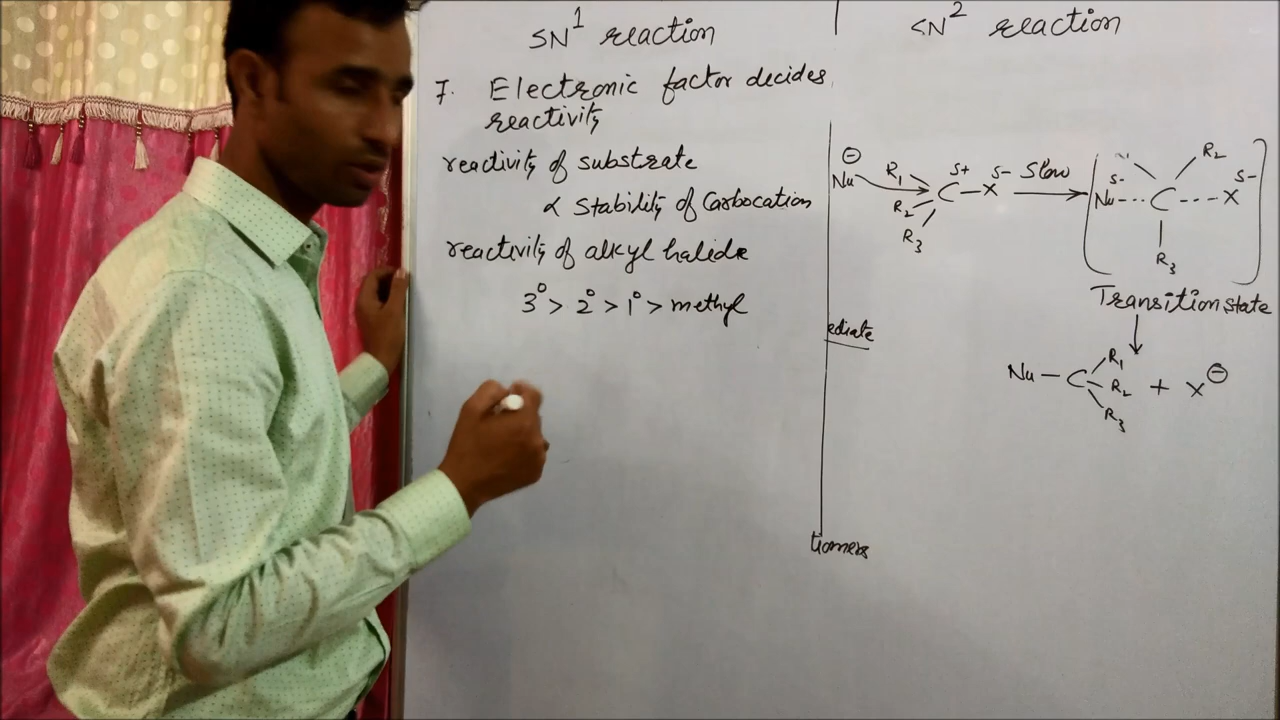 SN¹ reaction
7. Electronic factor decides
reactivity
reactivity of substrate
∝ Stability of Carbocation
reactivity of alkyl halide
3° > 2° > 1° > methyl
SN² reaction
R₂
⊖ R₁ δ+ δ- Slow δ- δ-
Nu C — X → Nu --- C --- X
R₂
R₃ R₃
Transition state
ediate
R₁
Nu — C R₂ + X⊖
R₃
tiomers